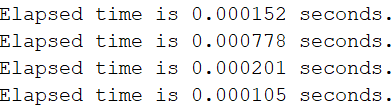 Elapsed time is 0.000152 seconds.
Elapsed time is 0.000778 seconds.
Elapsed time is 0.000201 seconds.
Elapsed time is 0.000105 seconds.